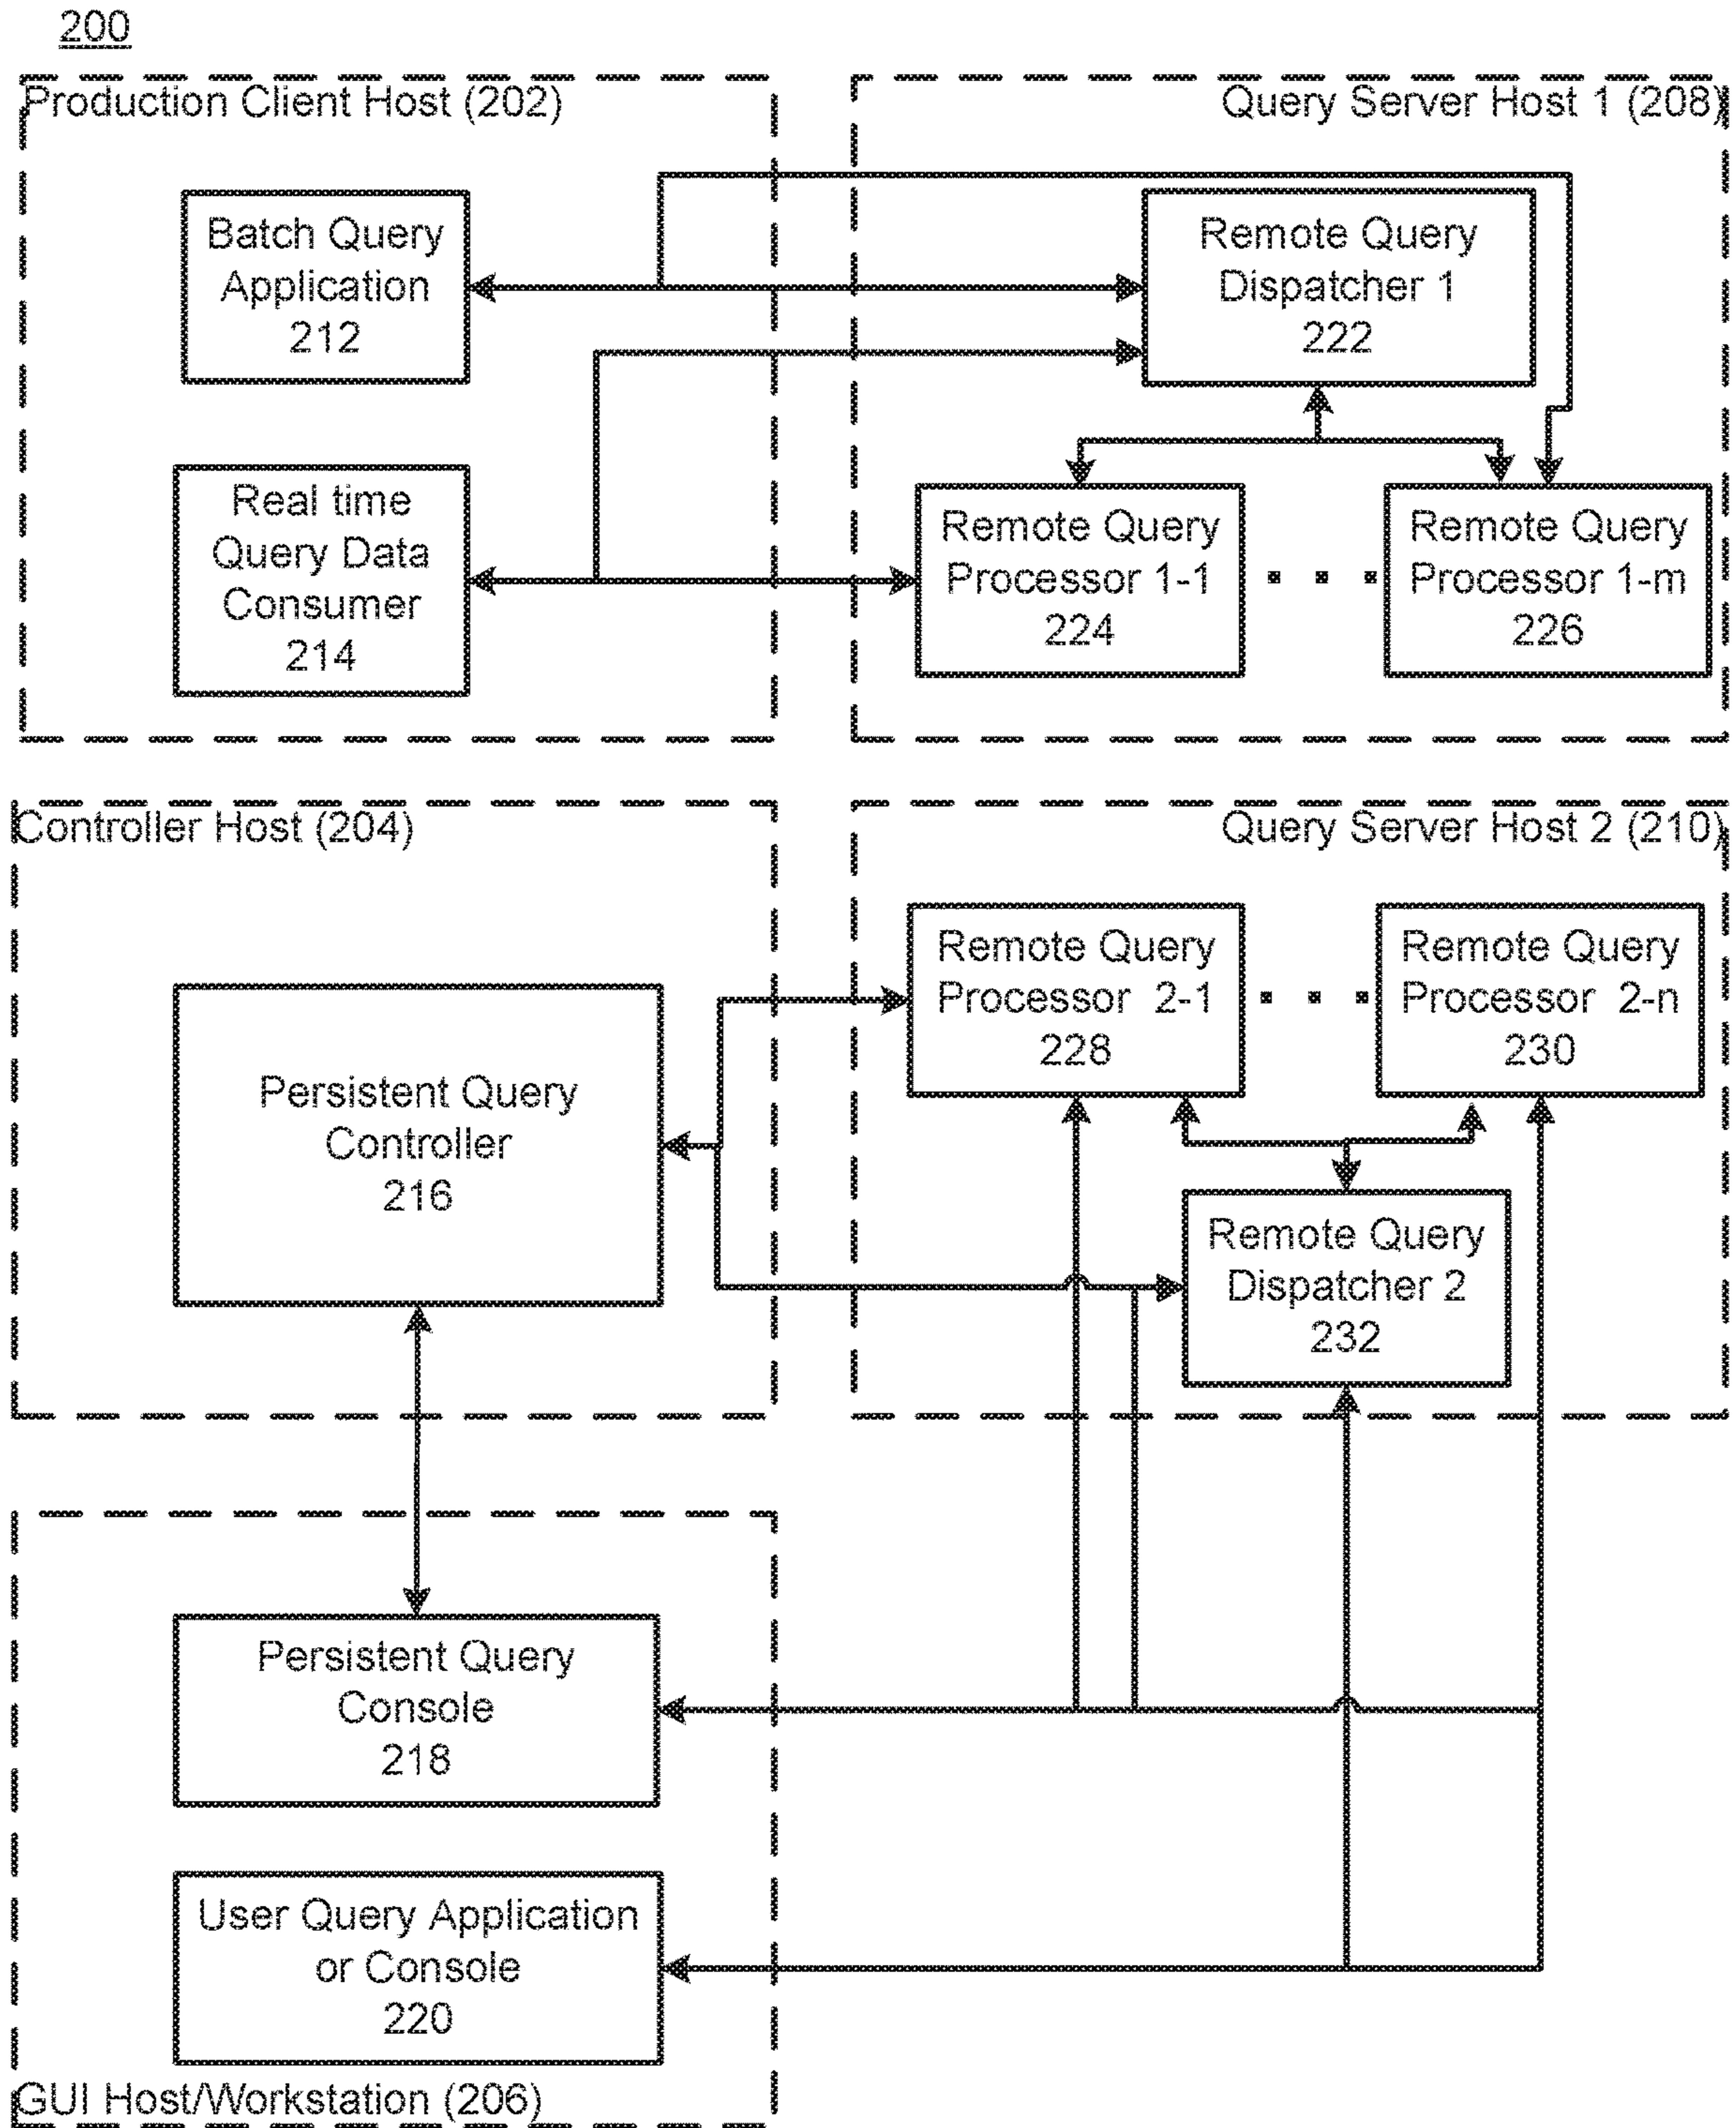 200
Production Client Host (202)
Query Server Host 1 (208)
Batch Query
Application
212
Remote Query
Dispatcher 1
222
Real time
Query Data
Consumer
214
Remote Query
Processor 1-1
224
. . .
Remote Query
Processor 1-m
226
Controller Host (204)
Query Server Host 2 (210)
Persistent Query
Controller
216
Remote Query
Processor 2-1
228
. . .
Remote Query
Processor 2-n
230
Remote Query
Dispatcher 2
232
Persistent Query
Console
218
User Query Application
or Console
220
GUI Host/Workstation (206)